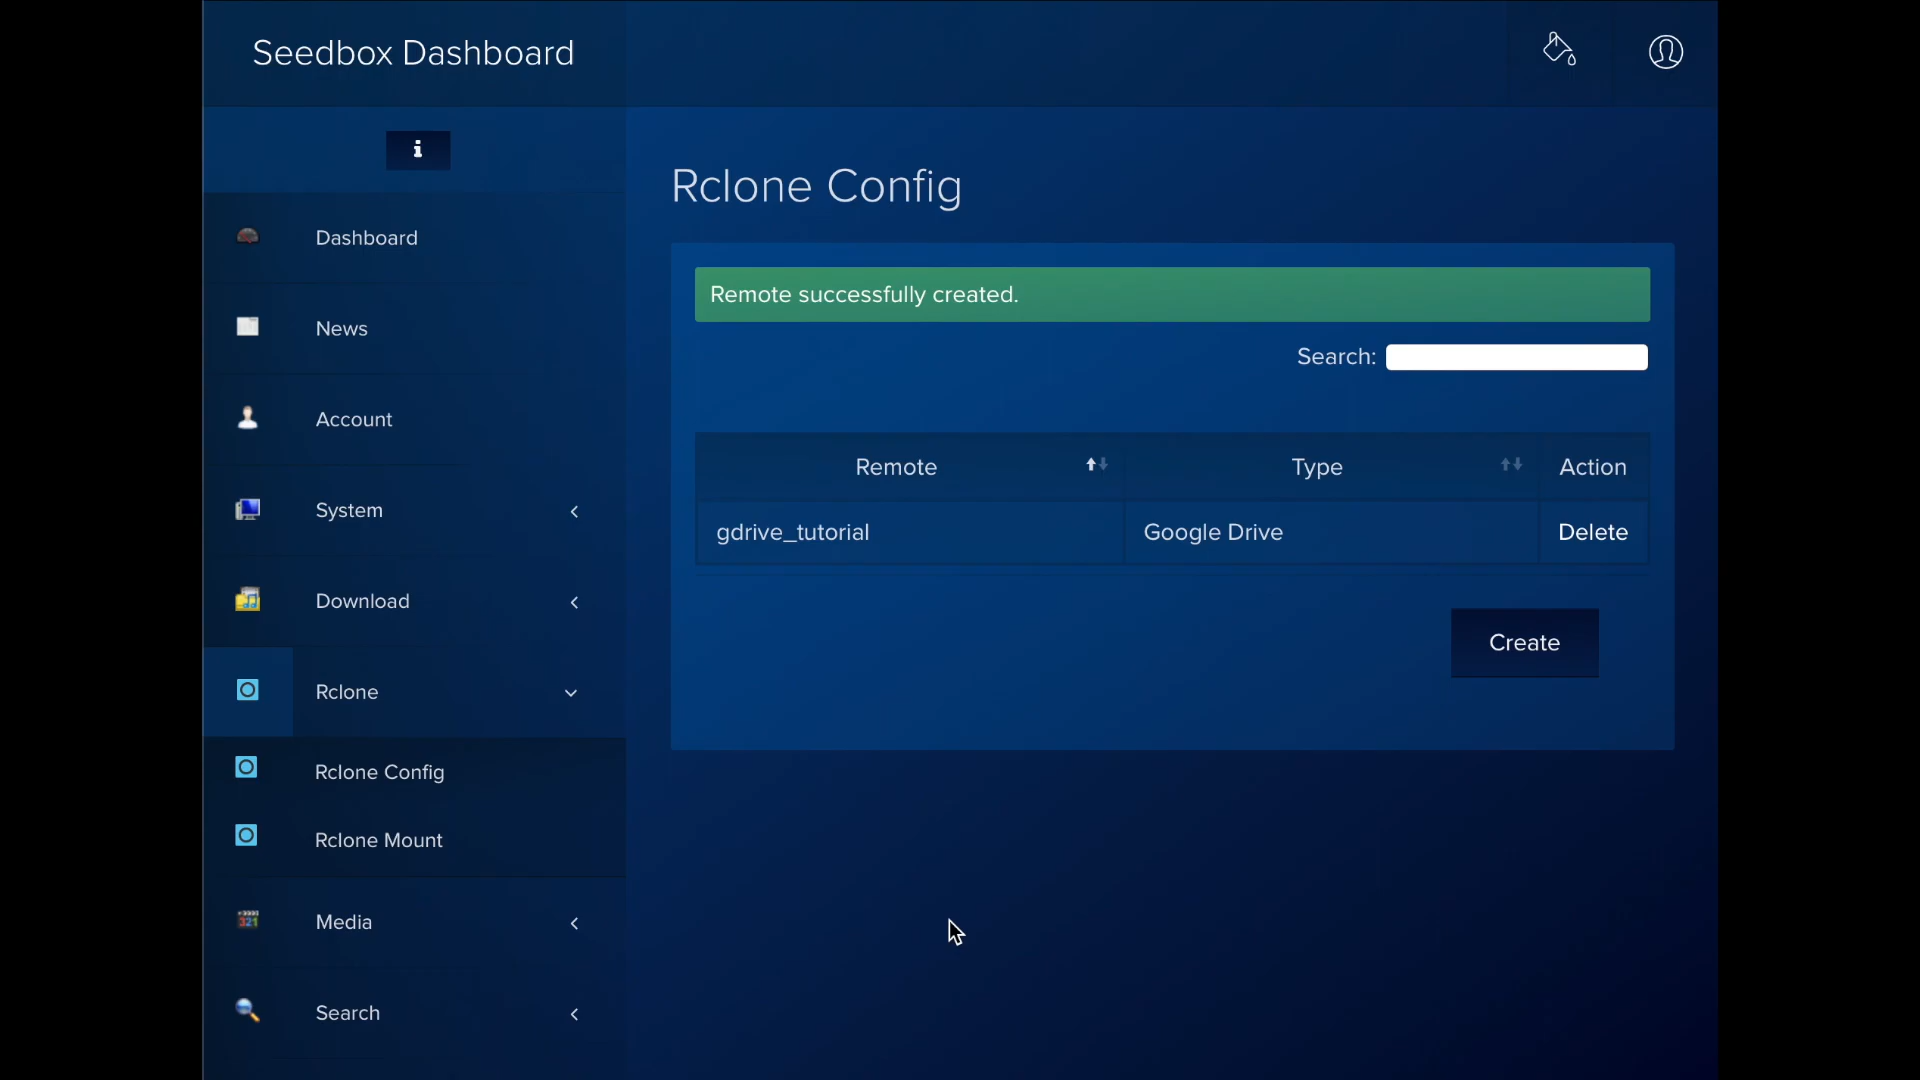 Seedbox Dashboard
i
Dashboard
News
Account
System
Download
Rclone
Rclone Config
Rclone Mount
Media
Search
Rclone Config
Remote successfully created.
Search:
Remote Type Action
gdrive_tutorial Google Drive Delete
Create